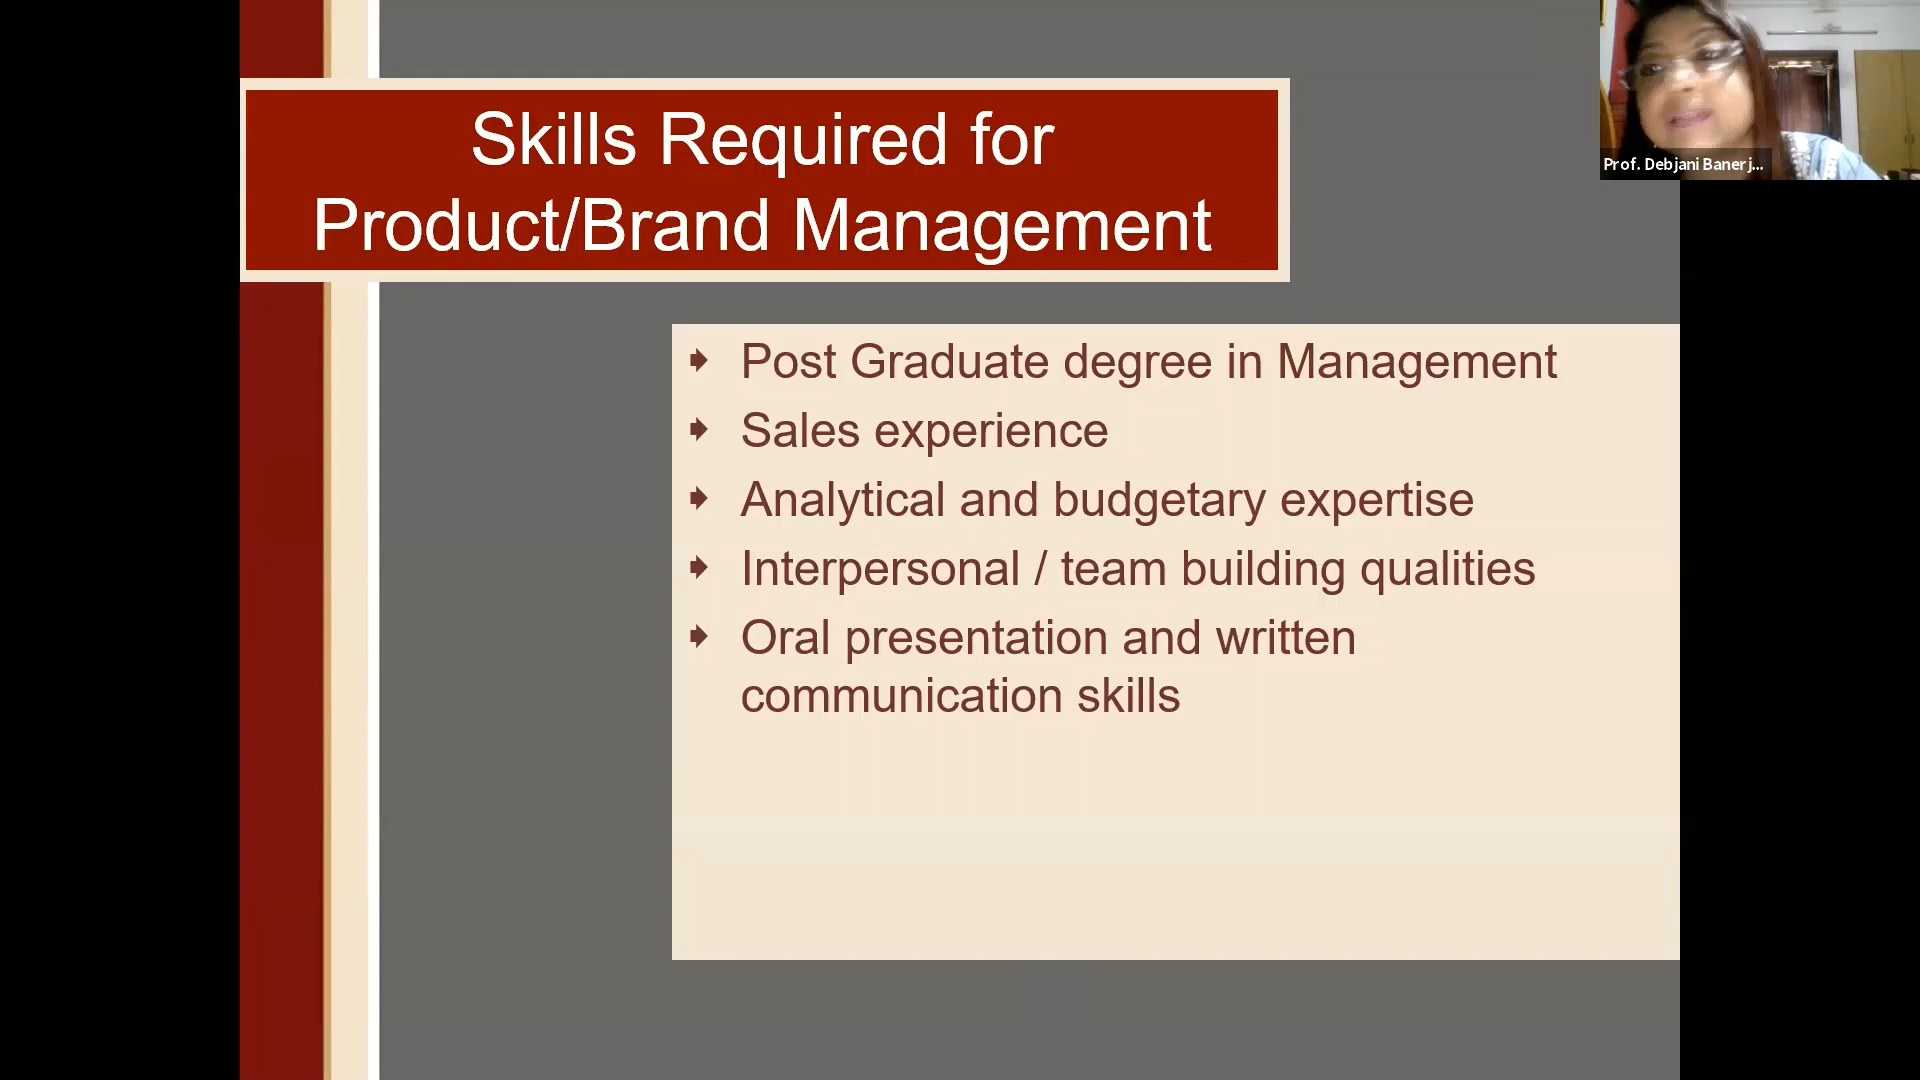 Skills Required for
Product/Brand Management
Post Graduate degree in Management
Sales experience
Analytical and budgetary expertise
Interpersonal / team building qualities
Oral presentation and written
communication skills
Prof. Debjani Banerj...